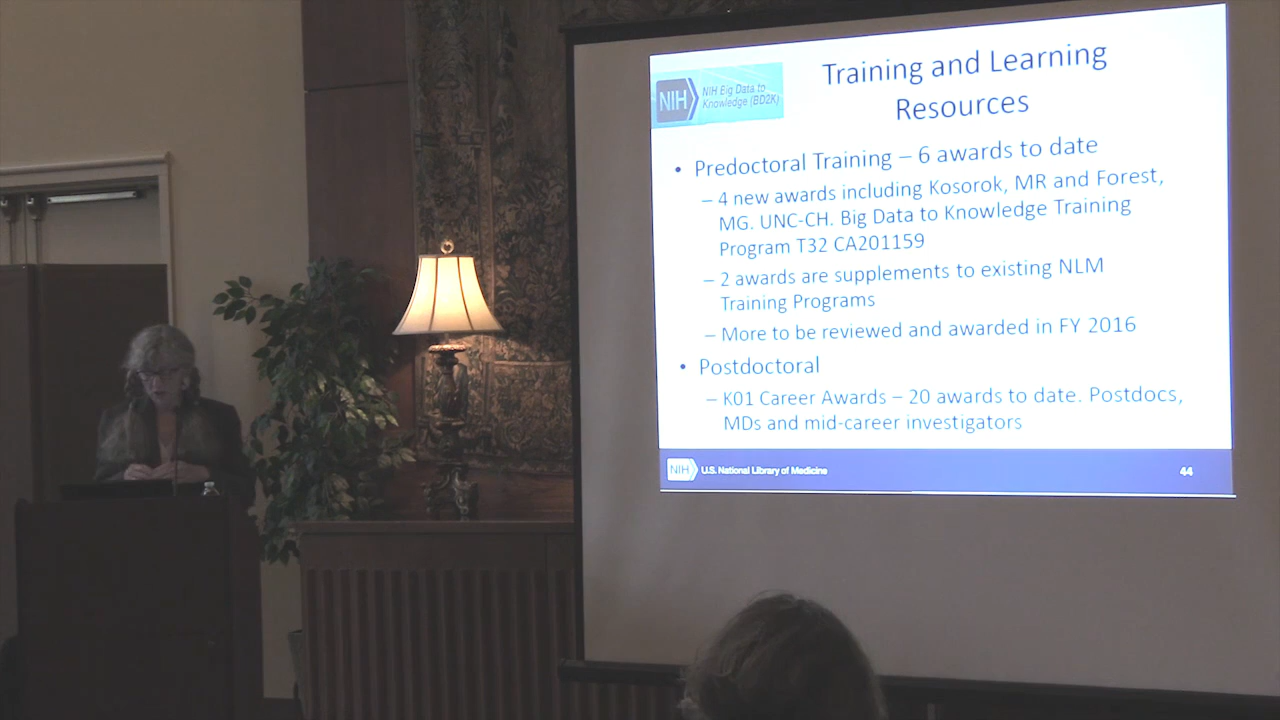 Training and Learning
Resources
NIH
NIH Big Data to
Knowledge (BD2K)
• Predoctoral Training – 6 awards to date
– 4 new awards including Kosorok, MR and Forest,
MG. UNC-CH. Big Data to Knowledge Training
Program T32 CA201159
– 2 awards are supplements to existing NLM
Training Programs
– More to be reviewed and awarded in FY 2016
• Postdoctoral
– K01 Career Awards – 20 awards to date. Postdocs,
MDs and mid-career investigators
NIH U.S. National Library of Medicine 44